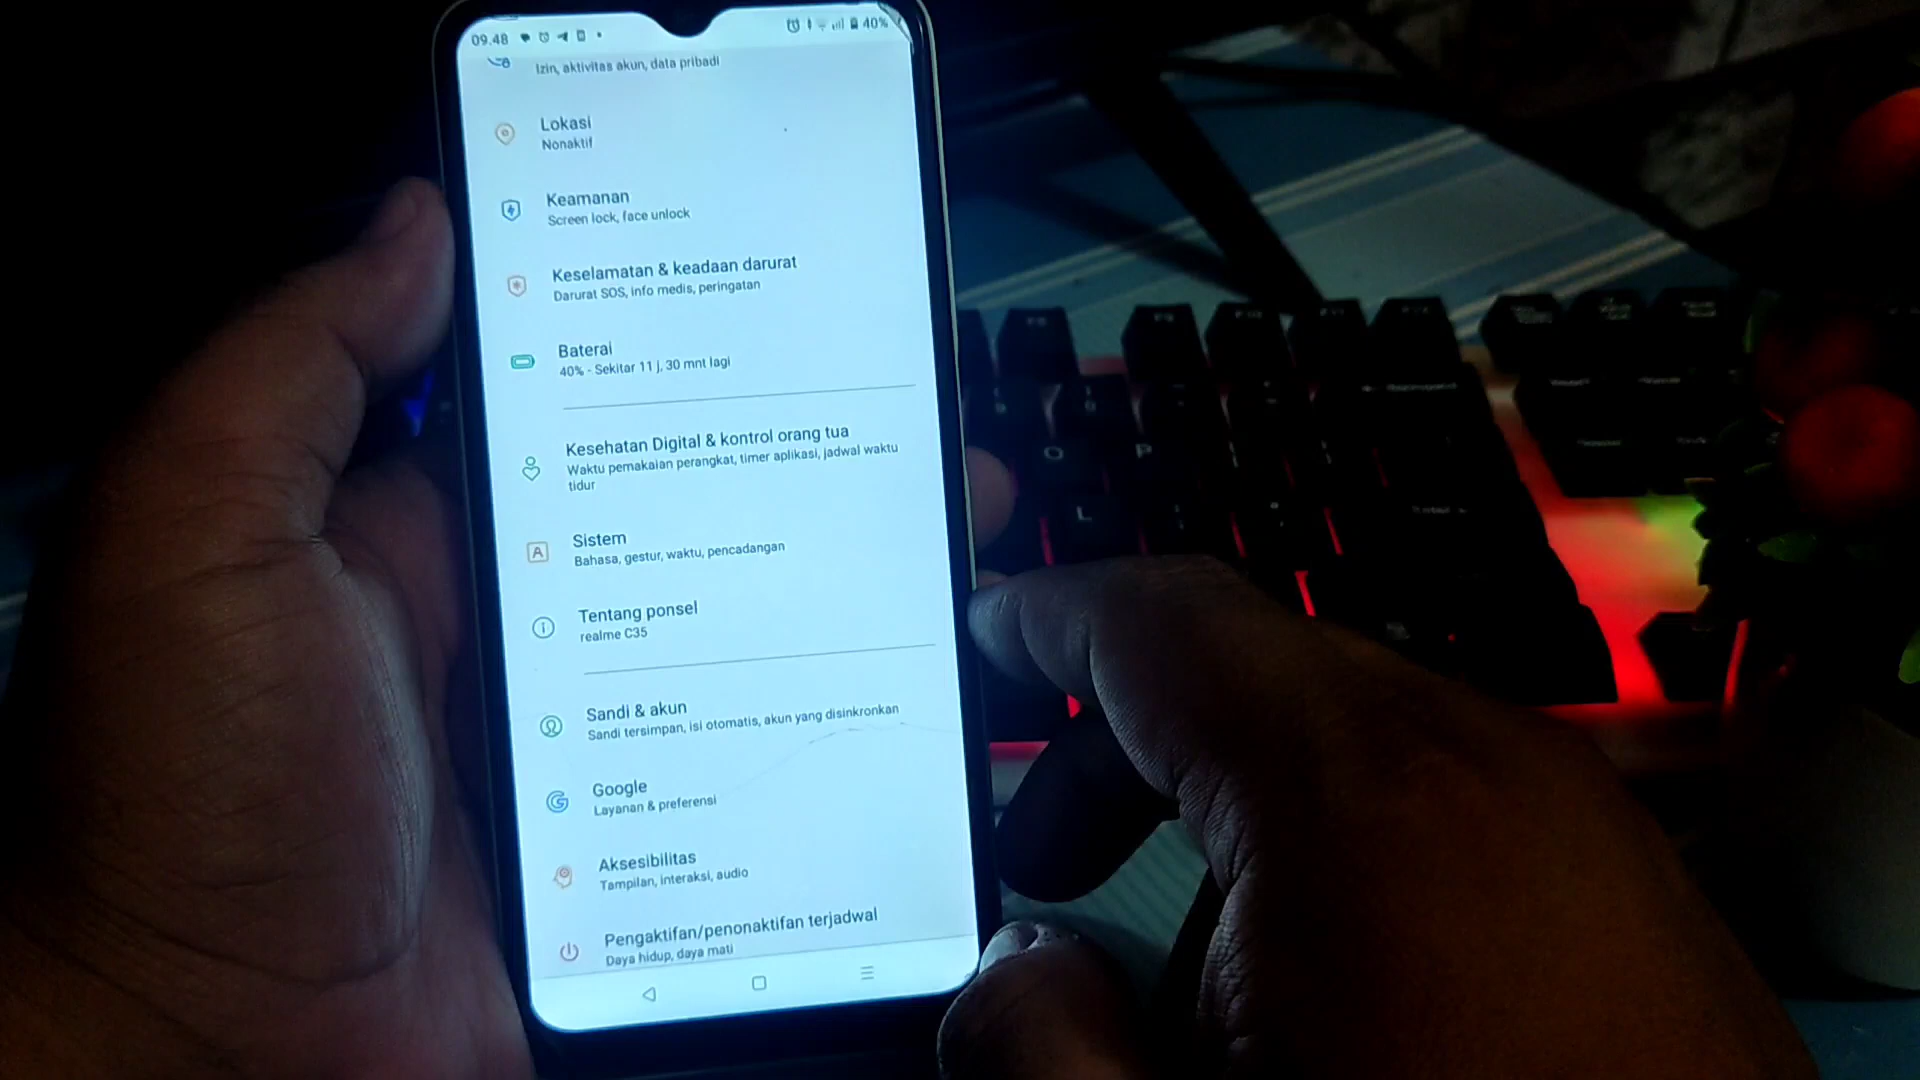 09.48
40%
Izin, aktivitas akun, data pribadi
Lokasi
Nonaktif
Keamanan
Screen lock, face unlock
Keselamatan & keadaan darurat
Darurat SOS, info medis, peringatan
Baterai
40% - Sekitar 11 j, 30 mnt lagi
Kesehatan Digital & kontrol orang tua
Waktu pemakaian perangkat, timer aplikasi, jadwal waktu
tidur
Sistem
Bahasa, gestur, waktu, pencadangan
Tentang ponsel
realme C35
Sandi & akun
Sandi tersimpan, isi otomatis, akun yang disinkronkan
Google
Layanan & preferensi
Aksesibilitas
Tampilan, interaksi, audio
Pengaktifan/penonaktifan terjadwal
Daya hidup, daya mati
O
P
L